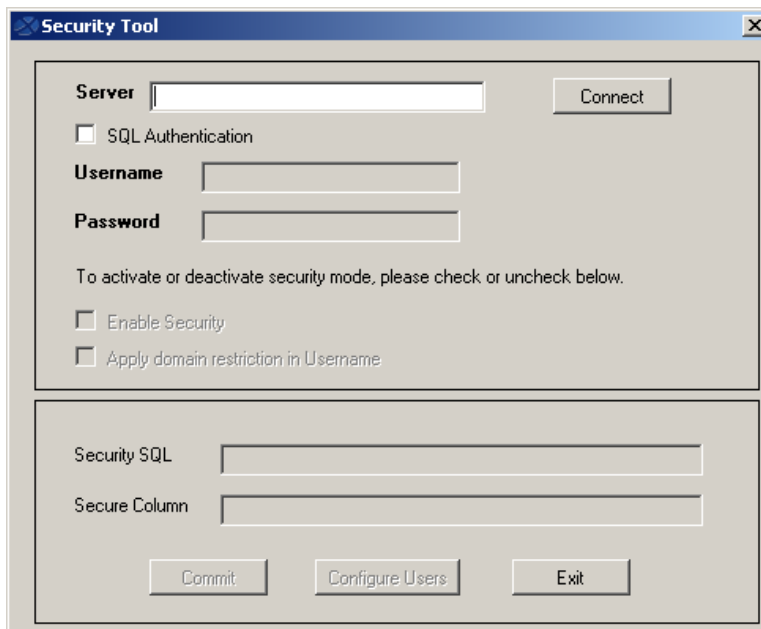 Security Tool
Server
Connect
SQL Authentication
Username
Password
To activate or deactivate security mode, please check or uncheck below.
Enable Security
Apply domain restriction in Username
Security SQL
Secure Column
Commit Configure Users Exit